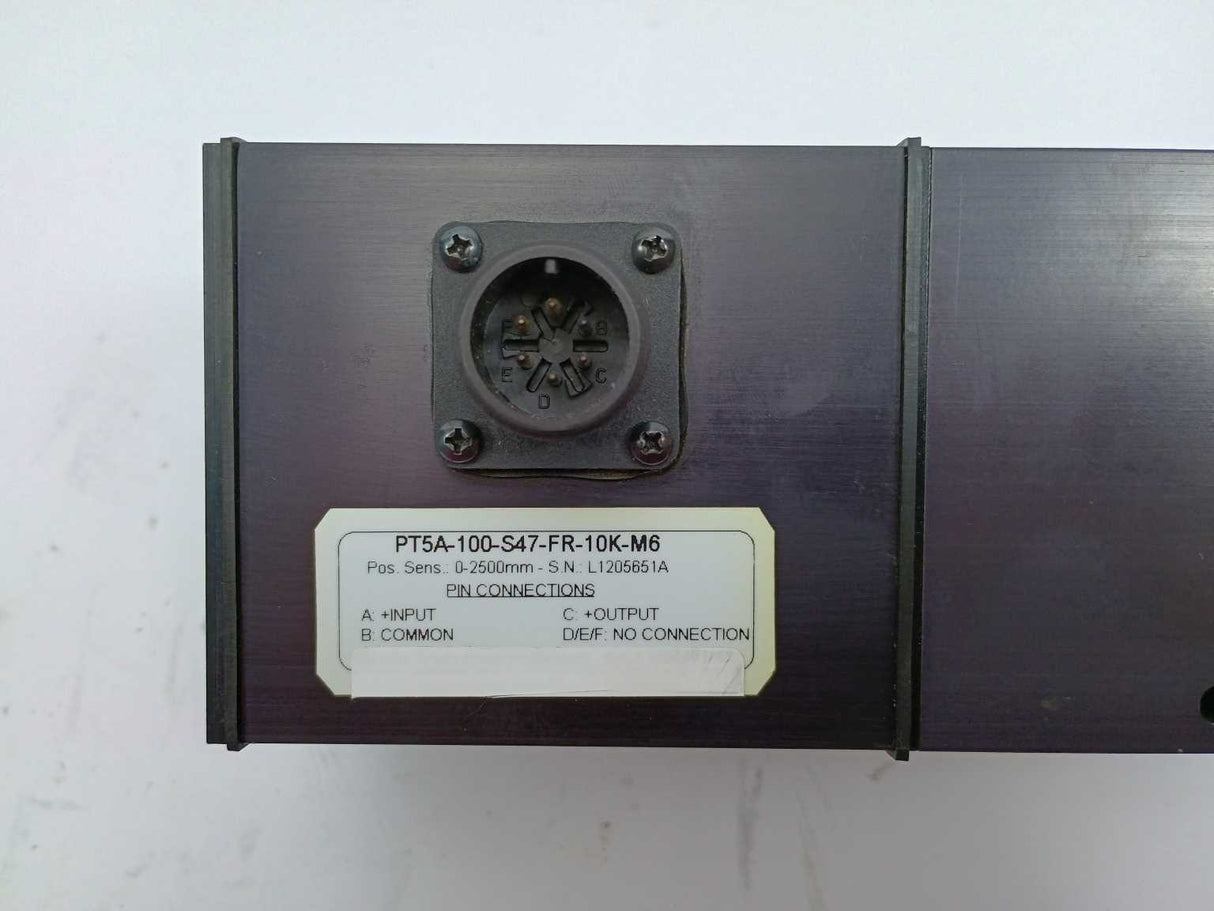 F B
E C
D
PT5A-100-S47-FR-10K-M6
Pos. Sens.: 0-2500mm - S.N.: L1205651A
PIN CONNECTIONS
A: +INPUT C: +OUTPUT
B: COMMON D/E/F: NO CONNECTION